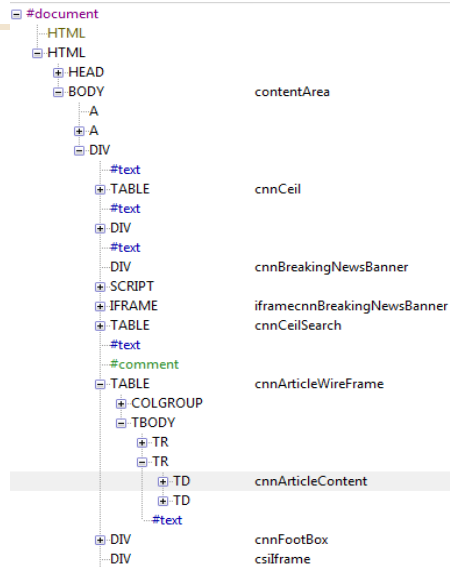 #document
HTML
HTML
HEAD
BODY contentArea
A
A
DIV
#text
TABLE cnnCeil
#text
DIV
#text
DIV cnnBreakingNewsBanner
SCRIPT
IFRAME iframecnnBreakingNewsBanner
TABLE cnnCeilSearch
#text
#comment
TABLE cnnArticleWireFrame
COLGROUP
TBODY
TR
TR
TD cnnArticleContent
TD
#text
DIV cnnFootBox
DIV csiIframe